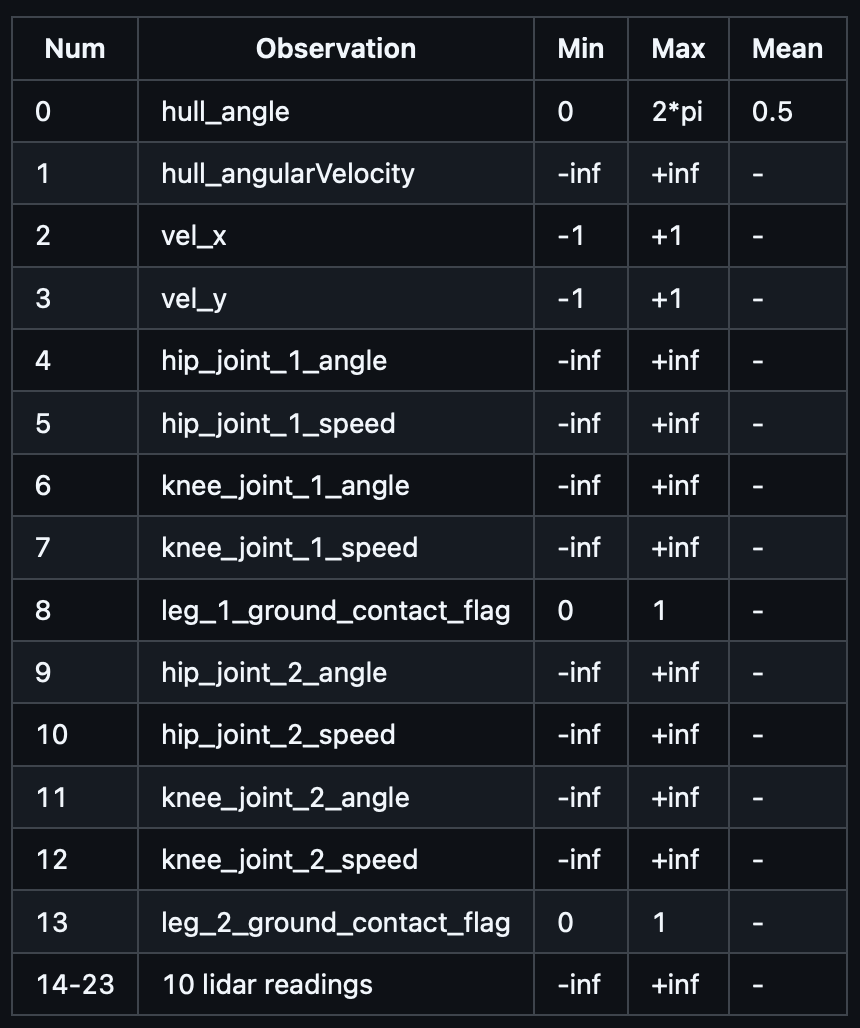 Num Observation Min Max Mean
0 hull_angle 0 2*pi 0.5
1 hull_angularVelocity -inf +inf -
2 vel_x -1 +1 -
3 vel_y -1 +1 -
4 hip_joint_1_angle -inf +inf -
5 hip_joint_1_speed -inf +inf -
6 knee_joint_1_angle -inf +inf -
7 knee_joint_1_speed -inf +inf -
8 leg_1_ground_contact_flag 0 1 -
9 hip_joint_2_angle -inf +inf -
10 hip_joint_2_speed -inf +inf -
11 knee_joint_2_angle -inf +inf -
12 knee_joint_2_speed -inf +inf -
13 leg_2_ground_contact_flag 0 1 -
14-23 10 lidar readings -inf +inf -